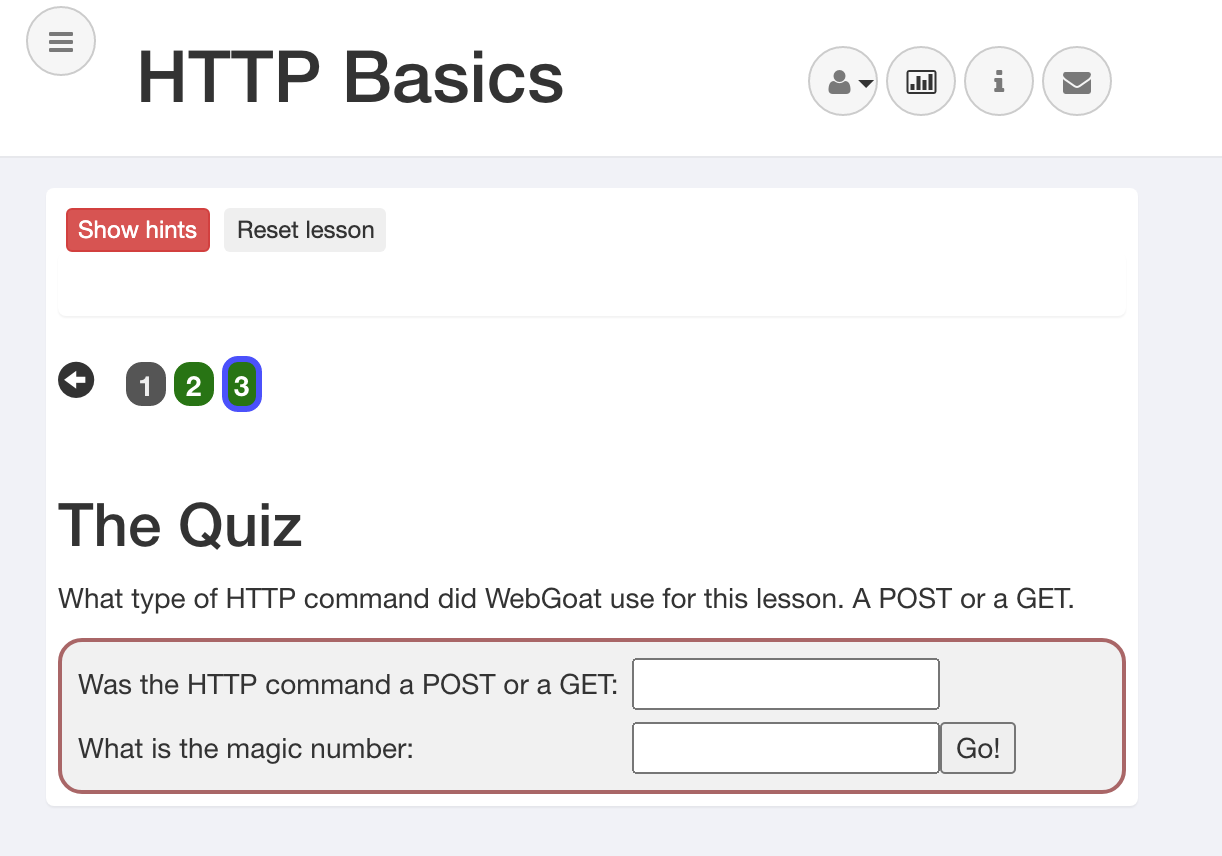 HTTP Basics
Show hints Reset lesson
1 2 3
The Quiz
What type of HTTP command did WebGoat use for this lesson. A POST or a GET.
Was the HTTP command a POST or a GET:
What is the magic number: Go!